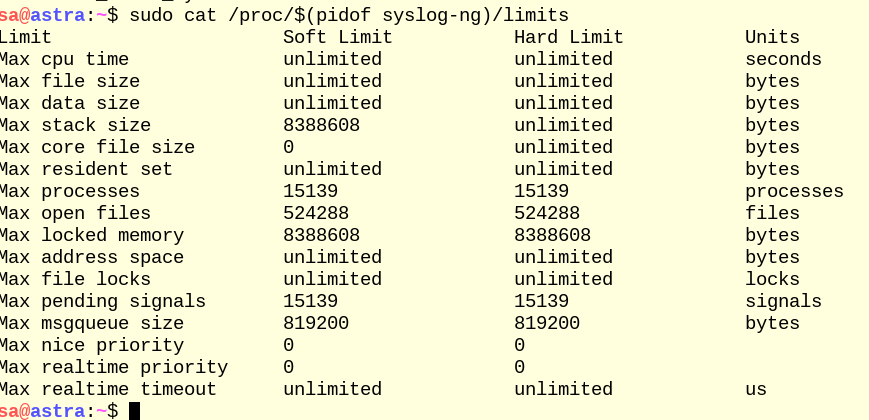 sa@astra:~$ sudo cat /proc/$(pidof syslog-ng)/limits
Limit                     Soft Limit           Hard Limit           Units
Max cpu time              unlimited            unlimited            seconds
Max file size             unlimited            unlimited            bytes
Max data size             unlimited            unlimited            bytes
Max stack size            8388608              unlimited            bytes
Max core file size        0                    unlimited            bytes
Max resident set          unlimited            unlimited            bytes
Max processes             15139                15139                processes
Max open files            524288               524288               files
Max locked memory         8388608              8388608              bytes
Max address space         unlimited            unlimited            bytes
Max file locks            unlimited            unlimited            locks
Max pending signals       15139                15139                signals
Max msgqueue size         819200               819200               bytes
Max nice priority         0                    0
Max realtime priority     0                    0
Max realtime timeout      unlimited            unlimited            us
sa@astra:~$